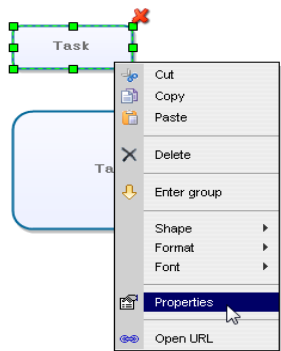 Task
Cut
Copy
Paste
Ta
Delete
Enter group
Shape
Format
Font
Properties
Open URL